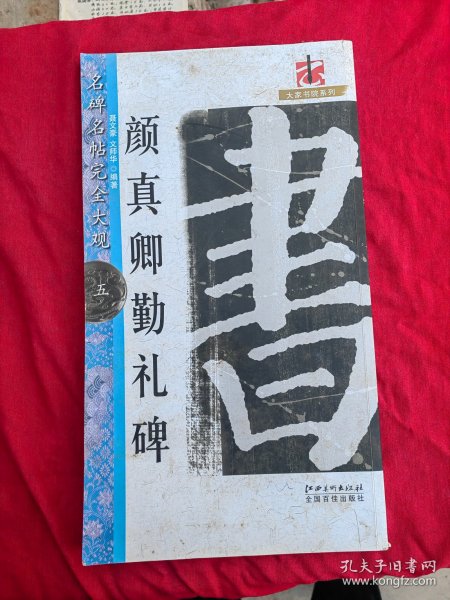 大家书院系列
名碑名帖完全大观
聂文豪 文师华 ◎ 编著
五
颜真卿勤礼碑
書
江西美术出版社
全国百佳出版社
孔夫子旧书网
www.kongfz.com